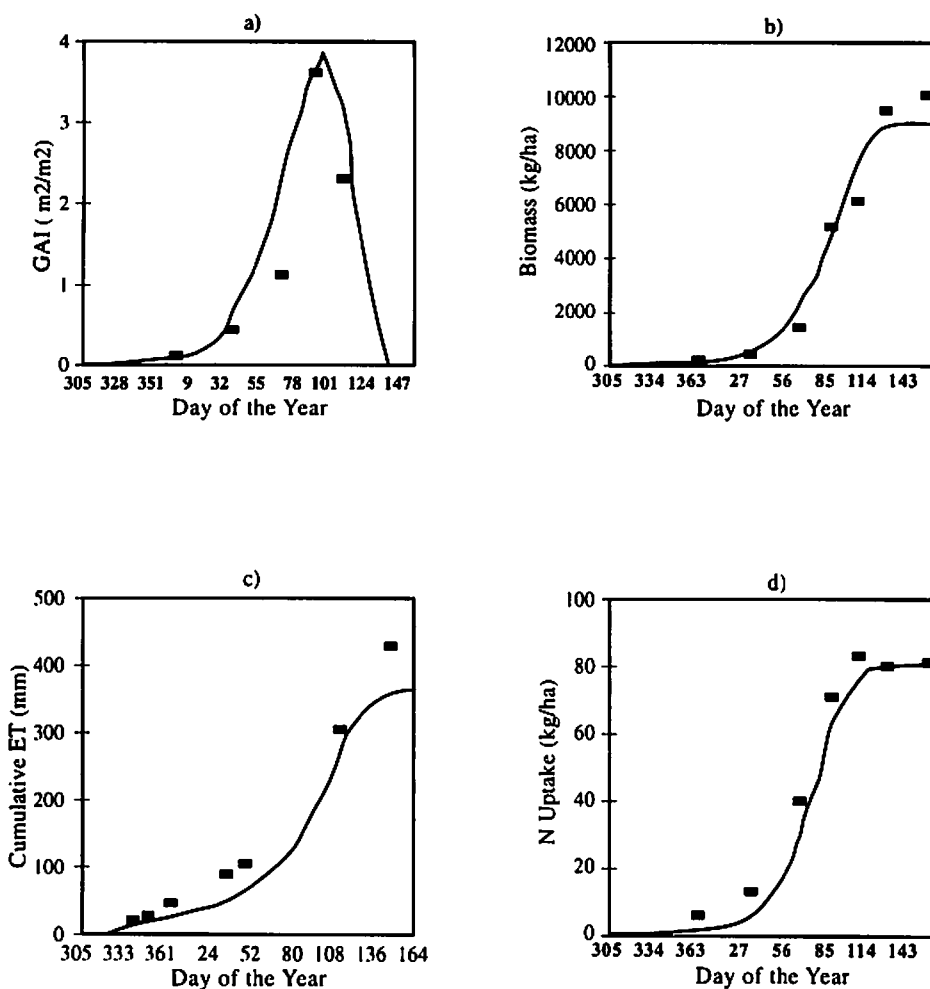 a)
4
3
2
1
0
GAI ( m2/m2)
305 328 351 9 32 55 78 101 124 147
Day of the Year
b)
12000
10000
8000
6000
4000
2000
0
Biomass (kg/ha)
305 334 363 27 56 85 114 143
Day of the Year
c)
500
400
300
200
100
0
Cumulative ET (mm)
305 333 361 24 52 80 108 136 164
Day of the Year
d)
100
80
60
40
20
0
N Uptake (kg/ha)
305 334 363 27 56 85 114 143
Day of the Year